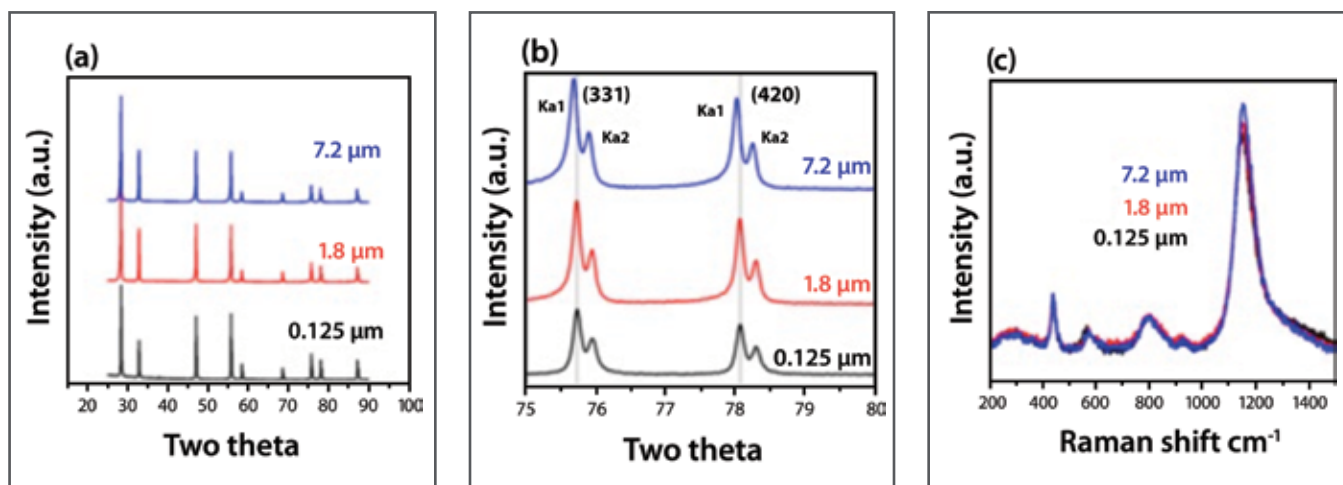 (a)
Intensity (a.u.)
7.2 µm
1.8 µm
0.125 µm
20 30 40 50 60 70 80 90 100
Two theta
(b)
Intensity (a.u.)
Ka1 (331) Ka2
Ka1 (420) Ka2
7.2 µm
1.8 µm
0.125 µm
75 76 77 78 79 80
Two theta
(c)
Intensity (a.u.)
7.2 µm
1.8 µm
0.125 µm
200 400 600 800 1000 1200 1400
Raman shift cm⁻¹